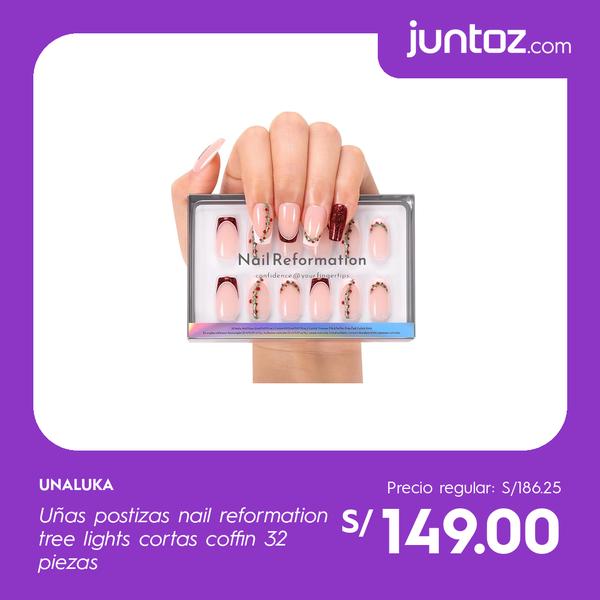 juntoz.com
Nail Reformation
confidence@yourfingertips
UNALUKA
Uñas postizas nail reformation
tree lights cortas coffin 32
piezas
Precio regular: S/186.25
S/149.00